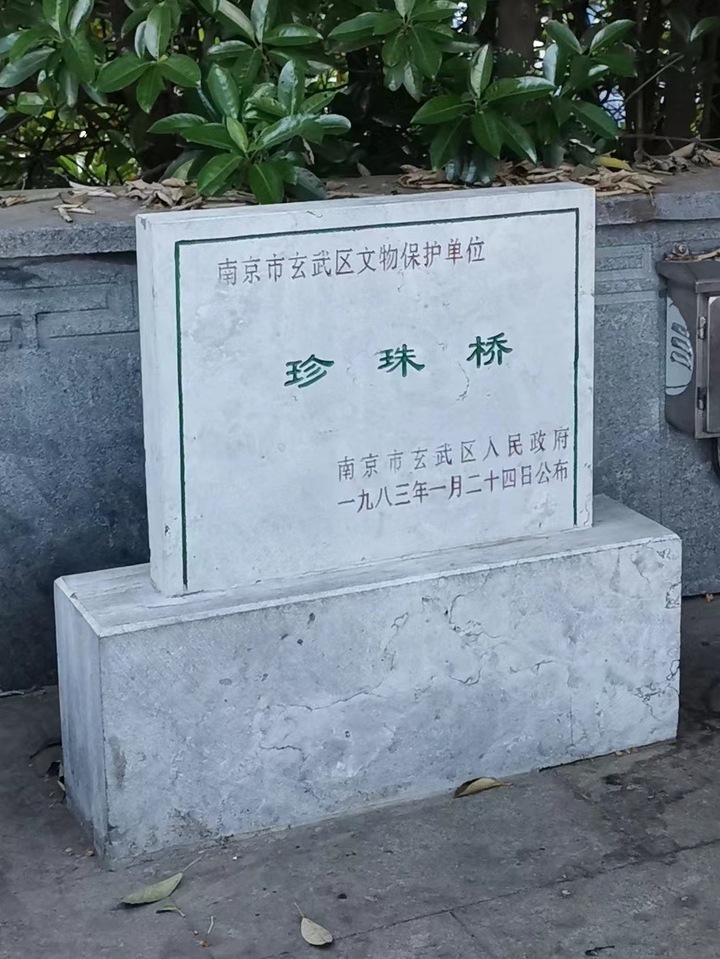 南京市玄武区文物保护单位
珍珠桥
南京市玄武区人民政府
一九八三年一月二十四日公布